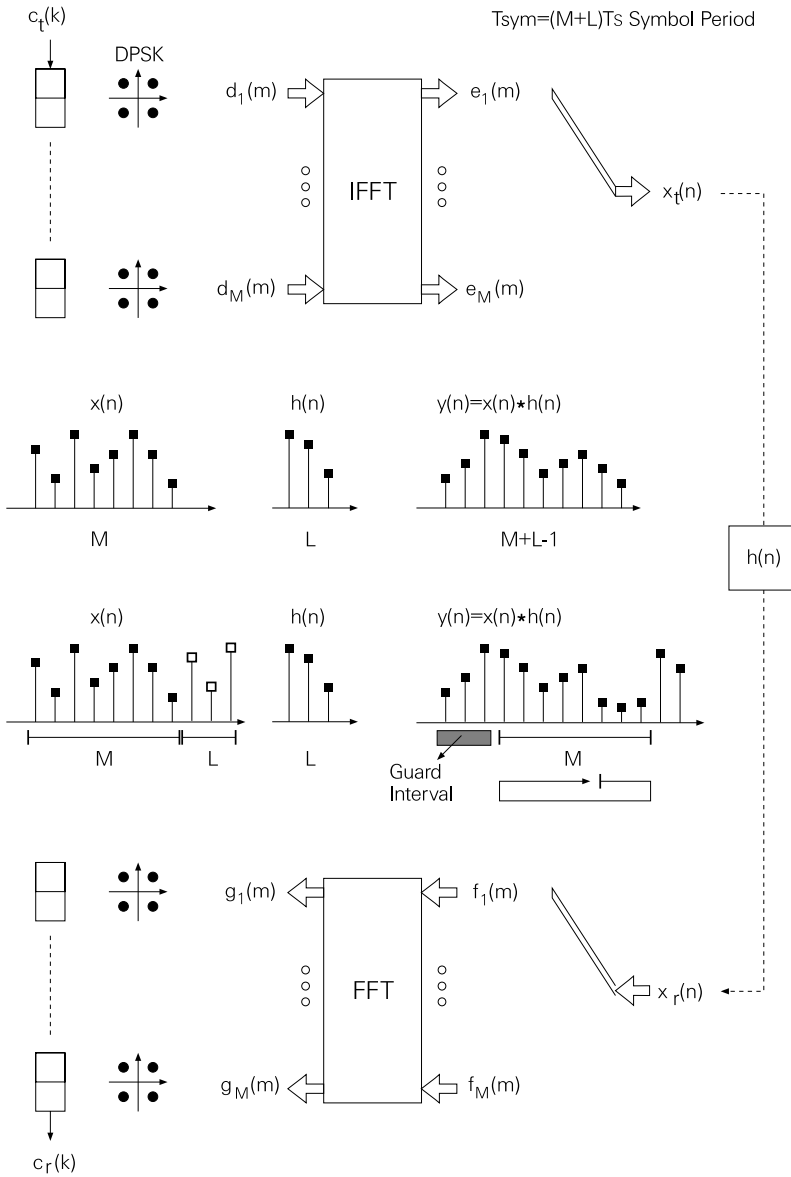 c_t(k)
Tsym=(M+L)Ts Symbol Period
DPSK
d_1(m)
e_1(m)
IFFT
x_t(n)
d_M(m)
e_M(m)
x(n)
h(n)
y(n)=x(n)★h(n)
M
L
M+L-1
h(n)
x(n)
h(n)
y(n)=x(n)★h(n)
M
L
L
M
Guard
Interval
g_1(m)
f_1(m)
FFT
x_r(n)
g_M(m)
f_M(m)
c_r(k)